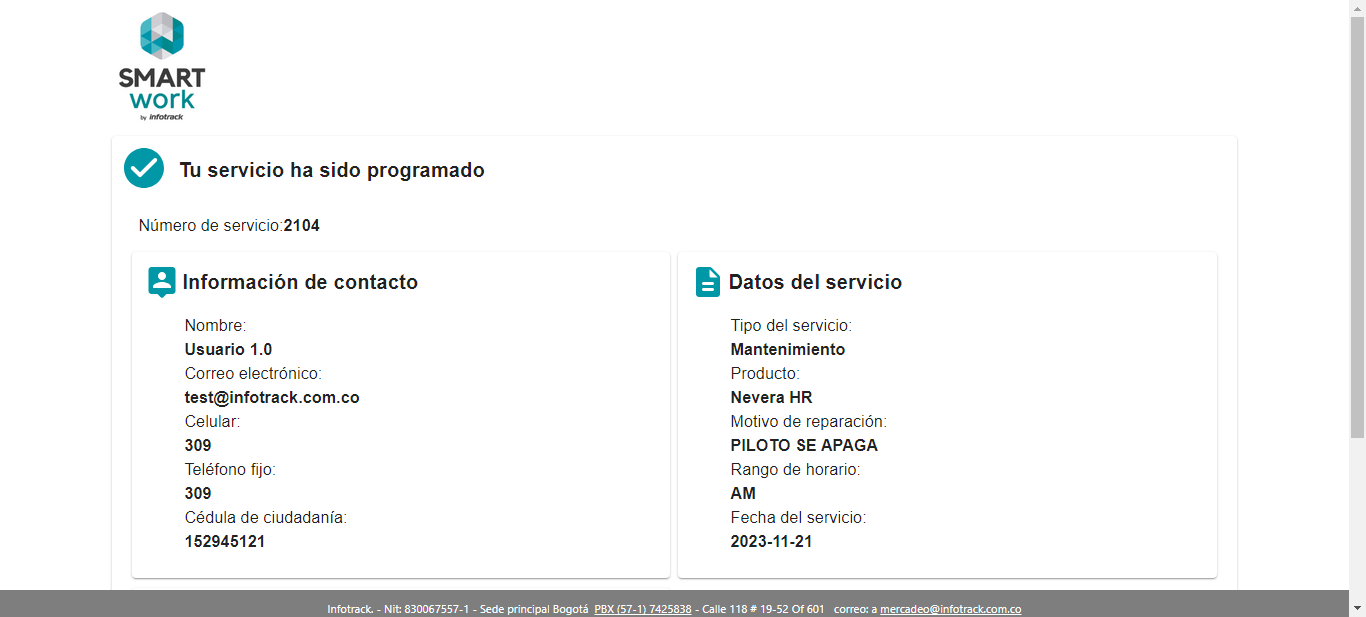 SMART
work
by infotrack
Tu servicio ha sido programado
Número de servicio:2104
Información de contacto
Nombre:
Usuario 1.0
Correo electrónico:
test@infotrack.com.co
Celular:
309
Teléfono fijo:
309
Cédula de ciudadanía:
152945121
Datos del servicio
Tipo del servicio:
Mantenimiento
Producto:
Nevera HR
Motivo de reparación:
PILOTO SE APAGA
Rango de horario:
AM
Fecha del servicio:
2023-11-21
Infotrack. - Nit: 830067557-1 - Sede principal Bogotá PBX (57-1) 7425838 - Calle 118 # 19-52 Of 601 correo: a mercadeo@infotrack.com.co